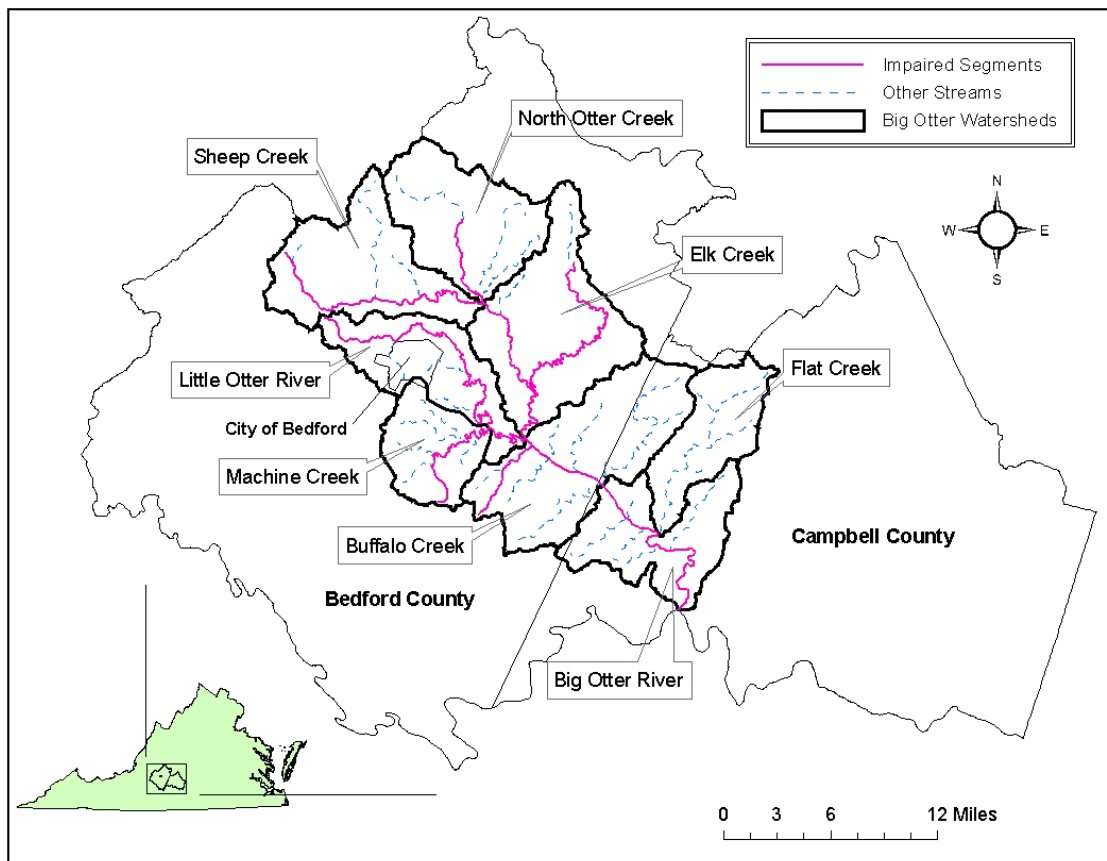 Impaired Segments
Other Streams
Big Otter Watersheds
North Otter Creek
Sheep Creek
N
W
E
S
Elk Creek
Flat Creek
Little Otter River
City of Bedford
Machine Creek
Buffalo Creek
Campbell County
Bedford County
Big Otter River
0 3 6 12 Miles